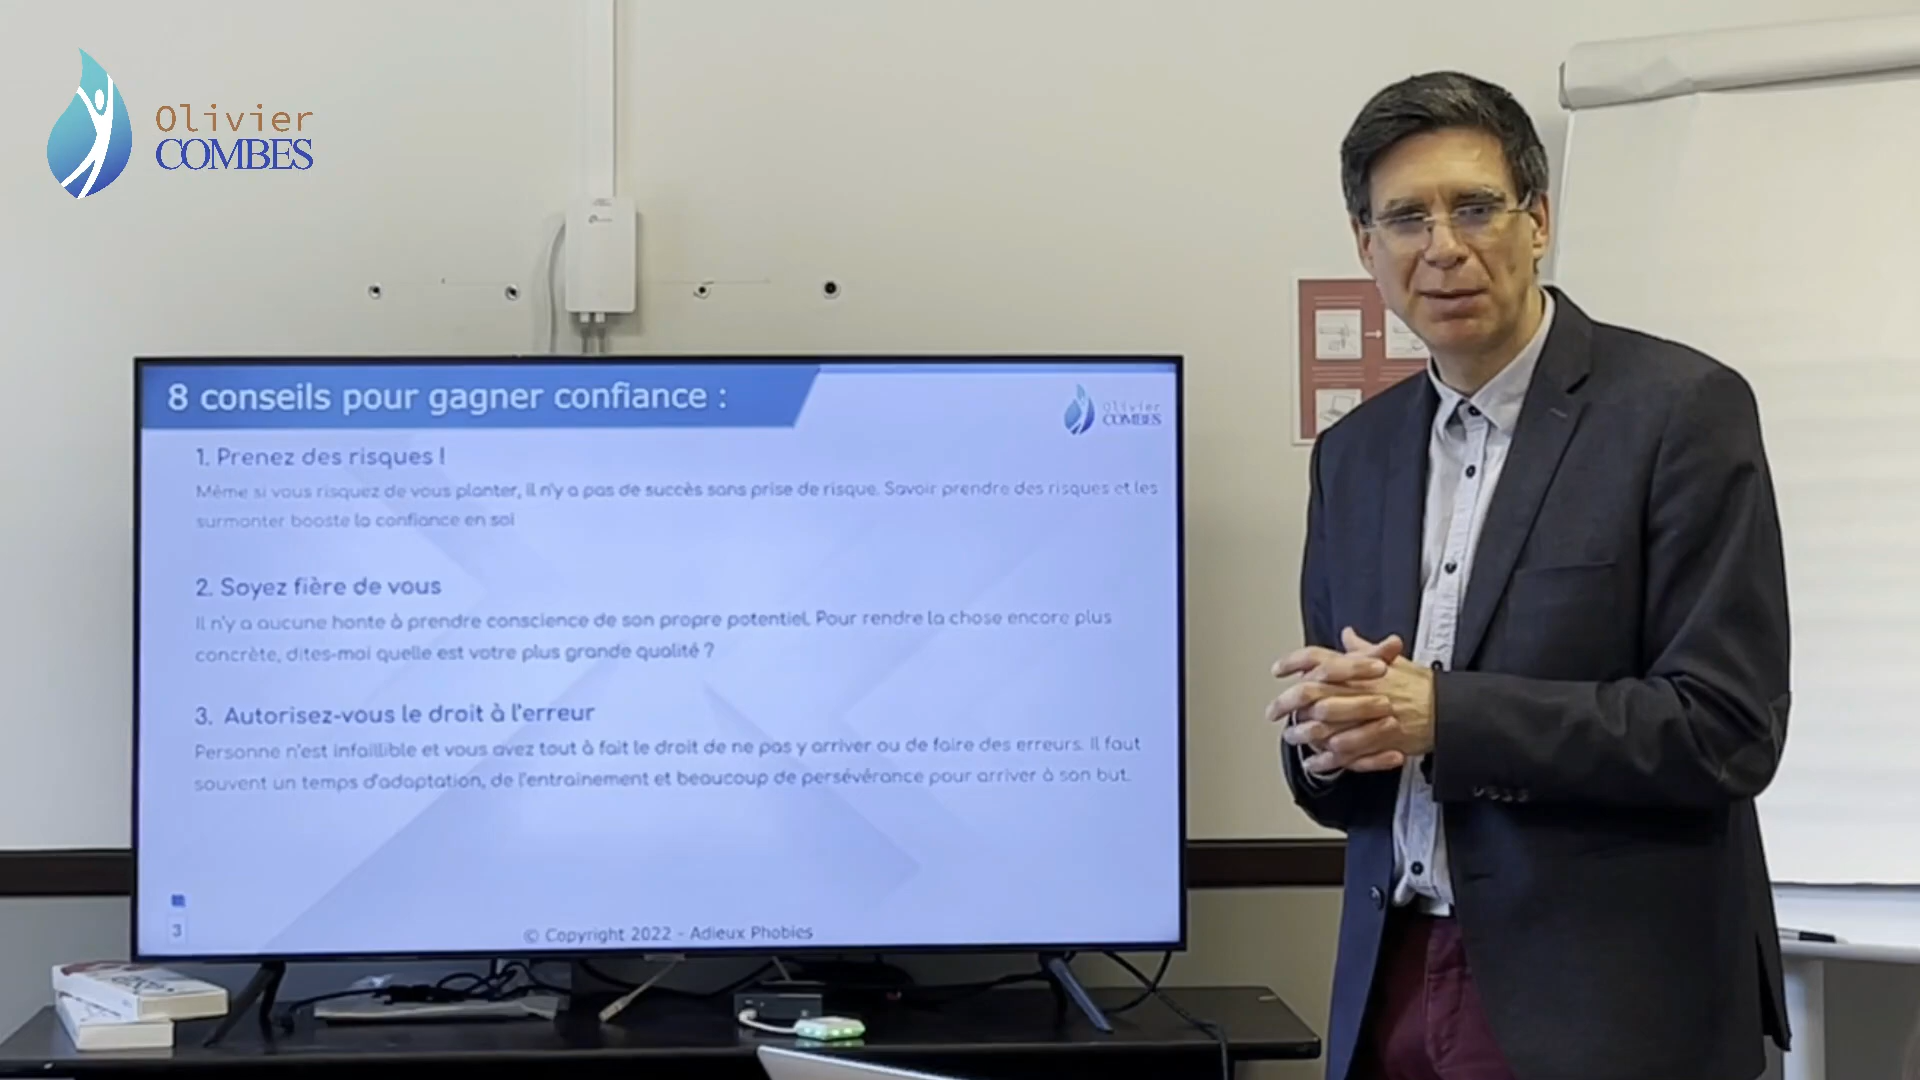 Olivier
COMBES
8 conseils pour gagner confiance :
Olivier
COMBES
1. Prenez des risques !
Même si vous risquez de vous planter, il n'y a pas de succès sans prise de risque. Savoir prendre des risques et les
surmonter booste la confiance en soi
2. Soyez fière de vous
Il n'y a aucune honte à prendre conscience de son propre potentiel. Pour rendre la chose encore plus
concrète, dites-moi quelle est votre plus grande qualité ?
3. Autorisez-vous le droit à l'erreur
Personne n'est infaillible et vous avez tout à fait le droit de ne pas y arriver ou de faire des erreurs. Il faut
souvent un temps d'adaptation, de l'entraînement et beaucoup de persévérance pour arriver à son but.
3
© Copyright 2022 - Adieux Phobies